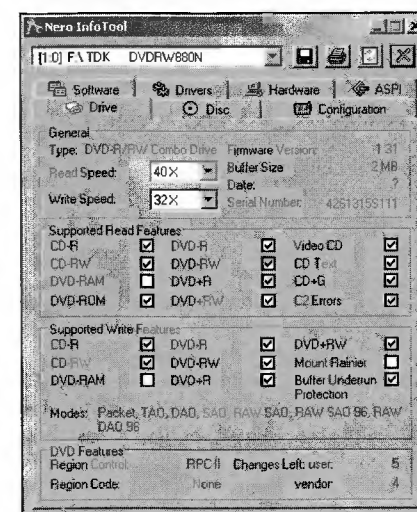 Nero InfoTool
[1:0] F:\ TDK DVDRW880N
Software Drivers Hardware ASPI
Drive Disc Configuration
General
Type: DVD-R/RW Combo Drive Firmware Version: 1.31
Read Speed: 40X Buffer Size 2 MB
Date: ?
Write Speed: 32X Serial Number:
Supported Read Features
CD-R DVD-R Video CD
CD-RW DVD-RW CD Text
DVD-RAM DVD+R CD+G
DVD-ROM DVD+RW C2 Errors
Supported Write Features
CD-R DVD-R DVD+RW
CD-RW DVD-RW Mount Rainier
DVD-RAM DVD+R Buffer Underrun
Protection
Modes: Packet, TAO, DAO, SAO, RAW SAO, RAW SAO 96, RAW
DAO 96
DVD Features
Region Control: RPC II Changes Left: user: 5
Region Code: None vendor 4